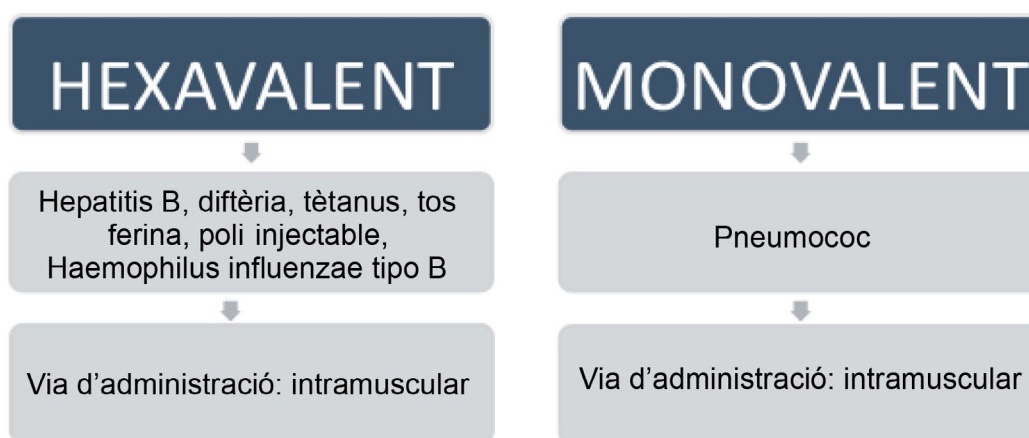 HEXAVALENT
Hepatitis B, diftèria, tètanus, tos
ferina, poli injectable,
Haemophilus influenzae tipo B
Via d’administració: intramuscular
MONOVALENT
Pneumococ
Via d’administració: intramuscular